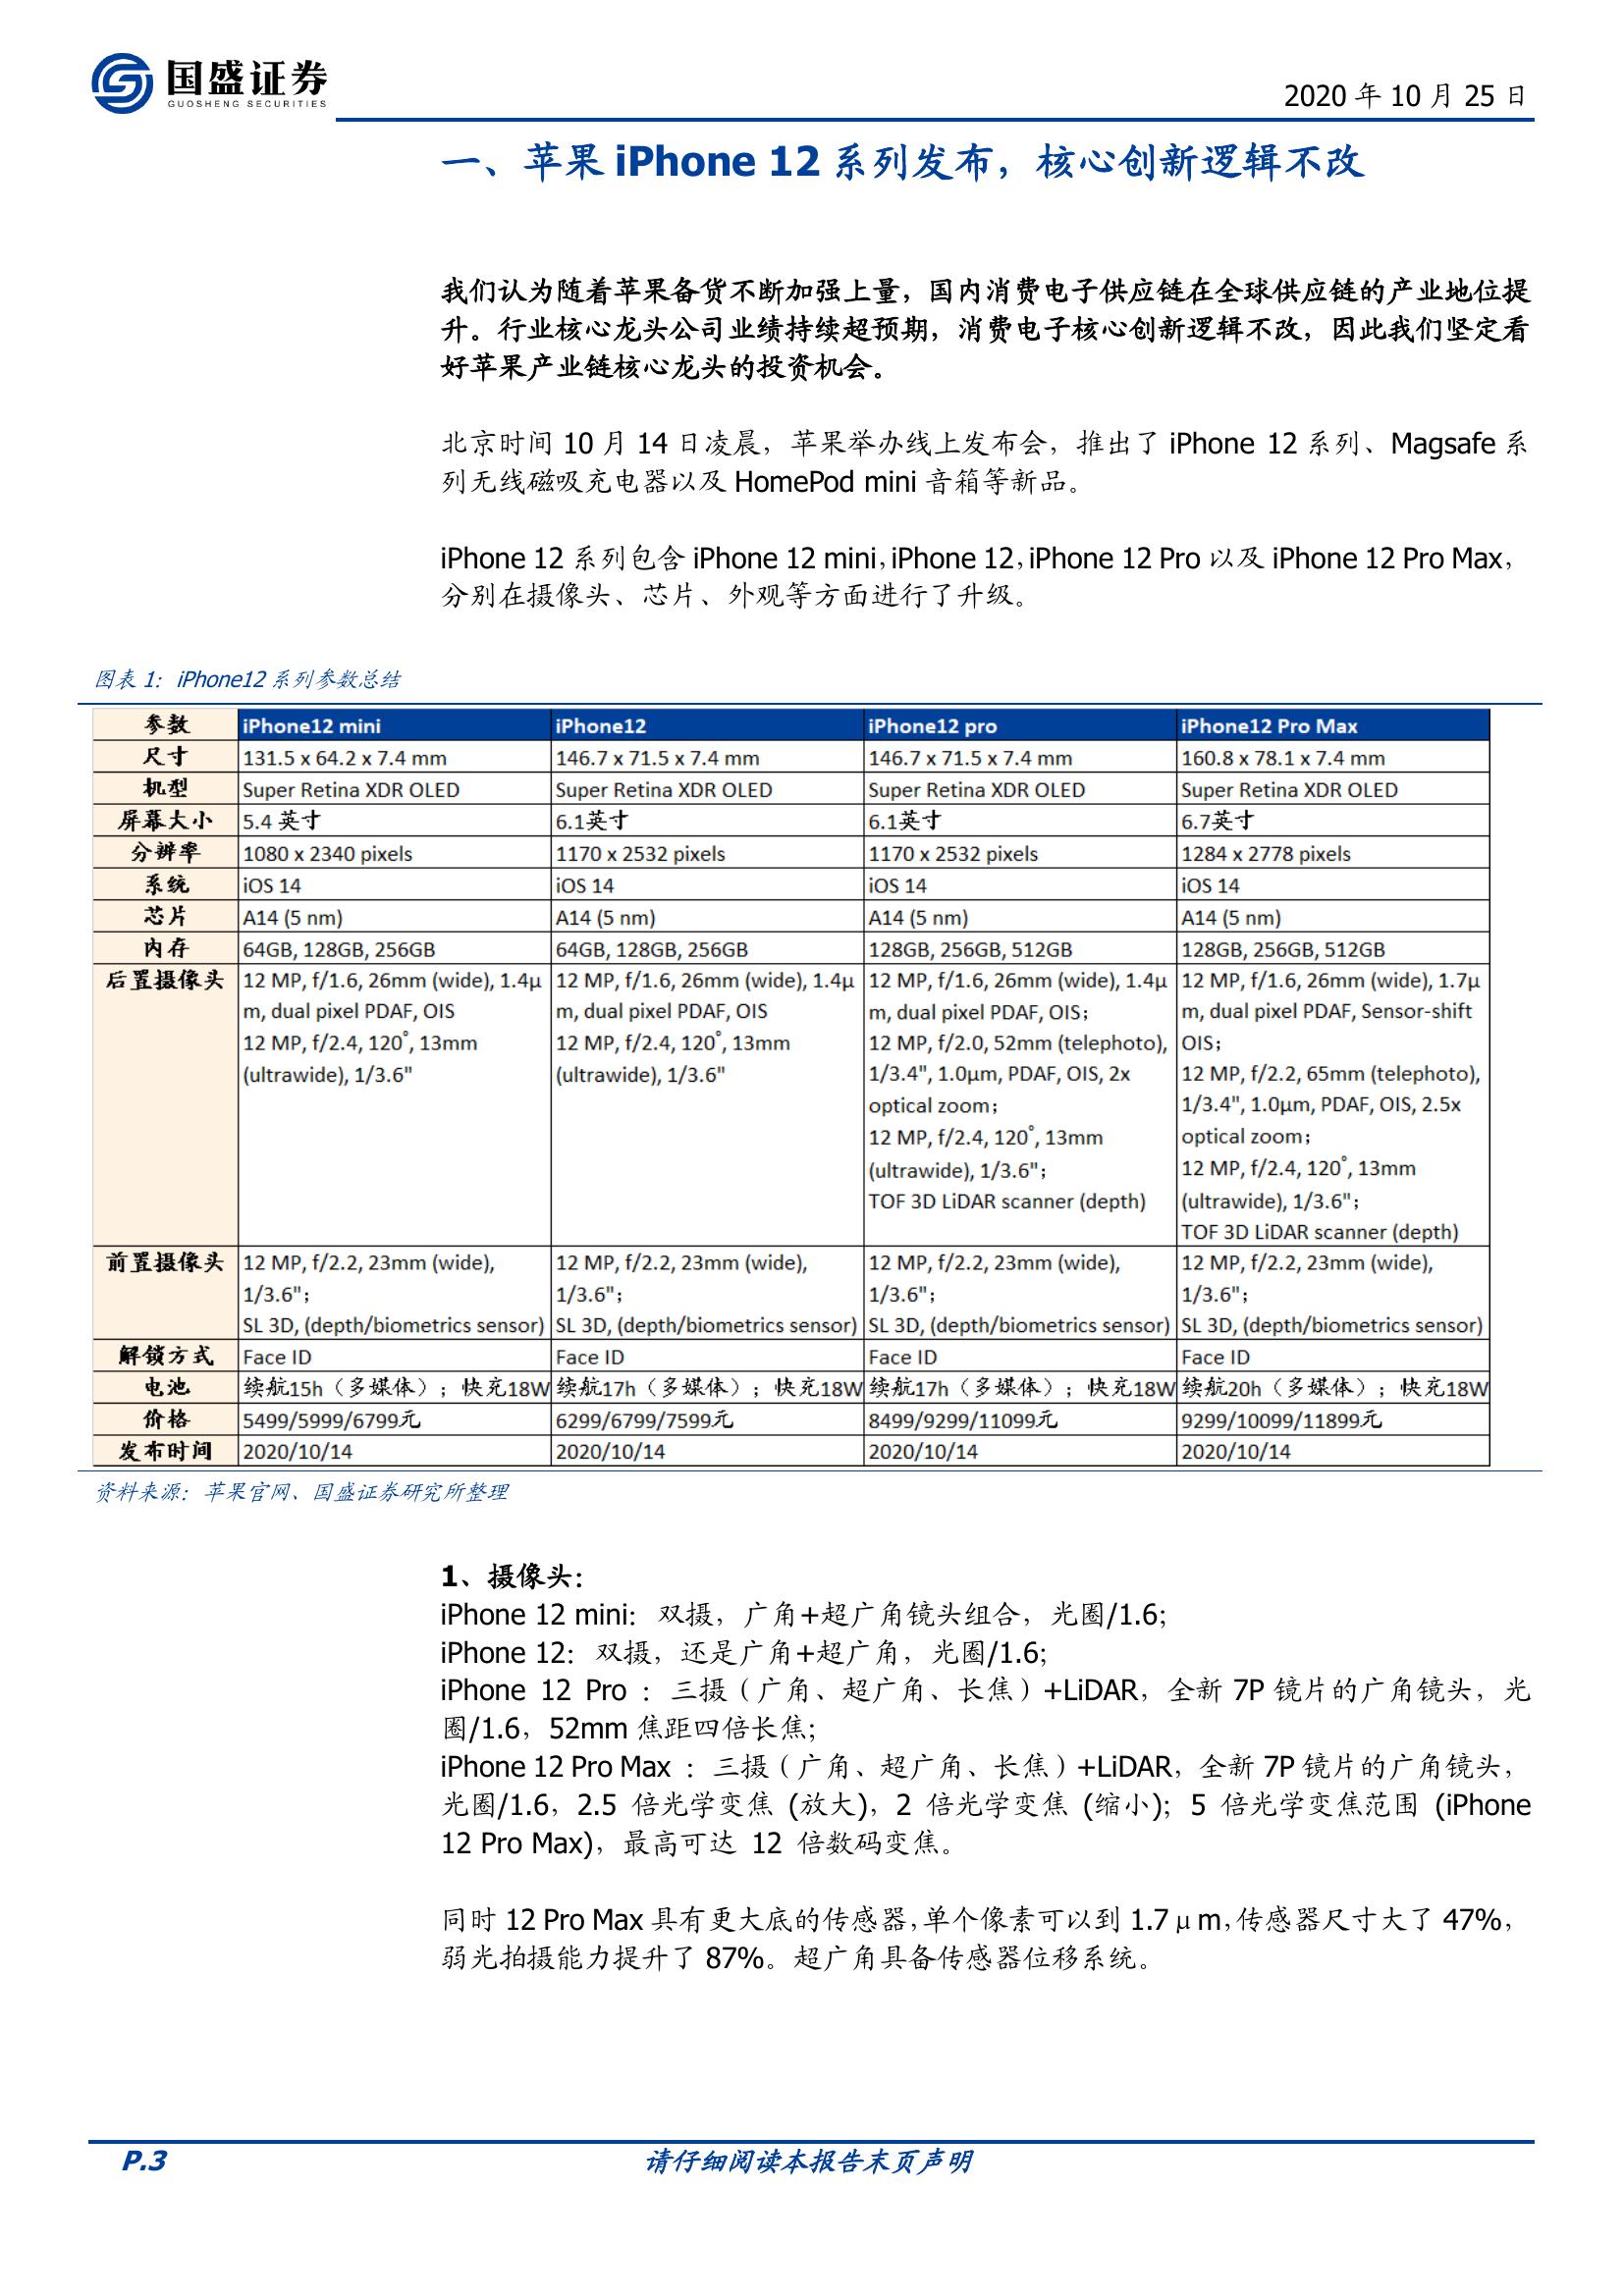 国盛证券
GUOSHENG SECURITIES
2020 年 10 月 25 日
一、苹果 iPhone 12 系列发布，核心创新逻辑不改
我们认为随着苹果备货不断加强上量，国内消费电子供应链在全球供应链的产业地位提
升。行业核心龙头公司业绩持续超预期，消费电子核心创新逻辑不改，因此我们坚定看
好苹果产业链核心龙头的投资机会。
北京时间 10 月 14 日凌晨，苹果举办线上发布会，推出了 iPhone 12 系列、Magsafe 系
列无线磁吸充电器以及 HomePod mini 音箱等新品。
iPhone 12 系列包含 iPhone 12 mini，iPhone 12，iPhone 12 Pro 以及 iPhone 12 Pro Max，
分别在摄像头、芯片、外观等方面进行了升级。
图表 1：iPhone12 系列参数总结
参数 iPhone12 mini iPhone12 iPhone12 pro iPhone12 Pro Max
尺寸 131.5 x 64.2 x 7.4 mm 146.7 x 71.5 x 7.4 mm 146.7 x 71.5 x 7.4 mm 160.8 x 78.1 x 7.4 mm
机型 Super Retina XDR OLED Super Retina XDR OLED Super Retina XDR OLED Super Retina XDR OLED
屏幕大小 5.4 英寸 6.1英寸 6.1英寸 6.7英寸
分辨率 1080 x 2340 pixels 1170 x 2532 pixels 1170 x 2532 pixels 1284 x 2778 pixels
系统 iOS 14 iOS 14 iOS 14 iOS 14
芯片 A14 (5 nm) A14 (5 nm) A14 (5 nm) A14 (5 nm)
内存 64GB, 128GB, 256GB 64GB, 128GB, 256GB 128GB, 256GB, 512GB 128GB, 256GB, 512GB
后置摄像头 12 MP, f/1.6, 26mm (wide), 1.4μ 12 MP, f/1.6, 26mm (wide), 1.4μ 12 MP, f/1.6, 26mm (wide), 1.4μ 12 MP, f/1.6, 26mm (wide), 1.7μ
m, dual pixel PDAF, OIS m, dual pixel PDAF, OIS m, dual pixel PDAF, OIS； m, dual pixel PDAF, Sensor-shift
12 MP, f/2.4, 120°, 13mm 12 MP, f/2.4, 120°, 13mm 12 MP, f/2.0, 52mm (telephoto), OIS；
(ultrawide), 1/3.6" (ultrawide), 1/3.6" 1/3.4", 1.0μm, PDAF, OIS, 2x 12 MP, f/2.2, 65mm (telephoto),
optical zoom； 1/3.4", 1.0μm, PDAF, OIS, 2.5x
12 MP, f/2.4, 120°, 13mm optical zoom；
(ultrawide), 1/3.6"； 12 MP, f/2.4, 120°, 13mm
TOF 3D LiDAR scanner (depth) (ultrawide), 1/3.6"；
TOF 3D LiDAR scanner (depth)
前置摄像头 12 MP, f/2.2, 23mm (wide), 12 MP, f/2.2, 23mm (wide), 12 MP, f/2.2, 23mm (wide), 12 MP, f/2.2, 23mm (wide),
1/3.6"； 1/3.6"； 1/3.6"； 1/3.6"；
SL 3D, (depth/biometrics sensor) SL 3D, (depth/biometrics sensor) SL 3D, (depth/biometrics sensor) SL 3D, (depth/biometrics sensor)
解锁方式 Face ID Face ID Face ID Face ID
电池 续航15h（多媒体）；快充18W 续航17h（多媒体）；快充18W 续航17h（多媒体）；快充18W 续航20h（多媒体）；快充18W
价格 5499/5999/6799元 6299/6799/7599元 8499/9299/11099元 9299/10099/11899元
发布时间 2020/10/14 2020/10/14 2020/10/14 2020/10/14
资料来源：苹果官网、国盛证券研究所整理
1、摄像头：
iPhone 12 mini：双摄，广角+超广角镜头组合，光圈/1.6；
iPhone 12：双摄，还是广角+超广角，光圈/1.6；
iPhone 12 Pro ：三摄（广角、超广角、长焦）+LiDAR，全新 7P 镜片的广角镜头，光
圈/1.6，52mm 焦距四倍长焦；
iPhone 12 Pro Max ：三摄（广角、超广角、长焦）+LiDAR，全新 7P 镜片的广角镜头，
光圈/1.6，2.5 倍光学变焦 (放大)，2 倍光学变焦 (缩小)；5 倍光学变焦范围 (iPhone
12 Pro Max)，最高可达 12 倍数码变焦。
同时 12 Pro Max 具有更大底的传感器，单个像素可以到 1.7μm，传感器尺寸大了 47%，
弱光拍摄能力提升了 87%。超广角具备传感器位移系统。
P.3
请仔细阅读本报告末页声明